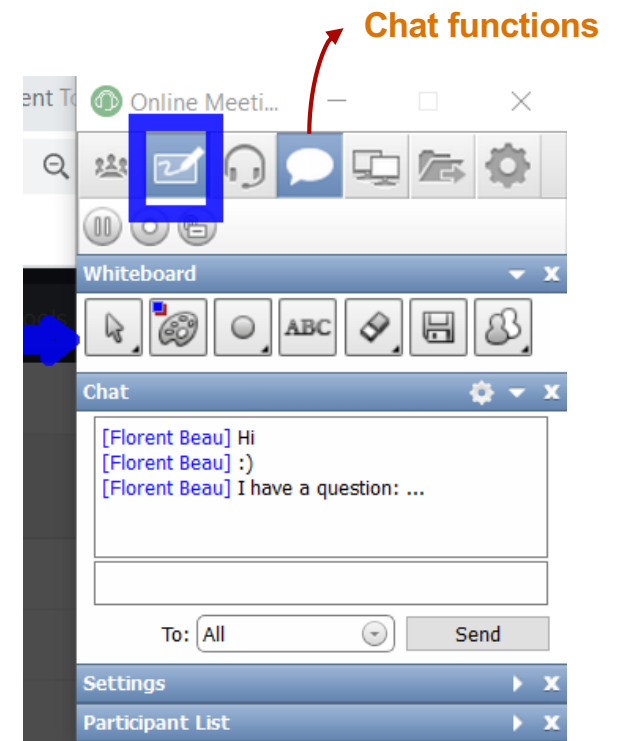 Chat functions
ent To
Online Meeti...
Whiteboard
ABC
Chat
[Florent Beau] Hi
[Florent Beau] :)
[Florent Beau] I have a question: ...
To: All Send
Settings
Participant List